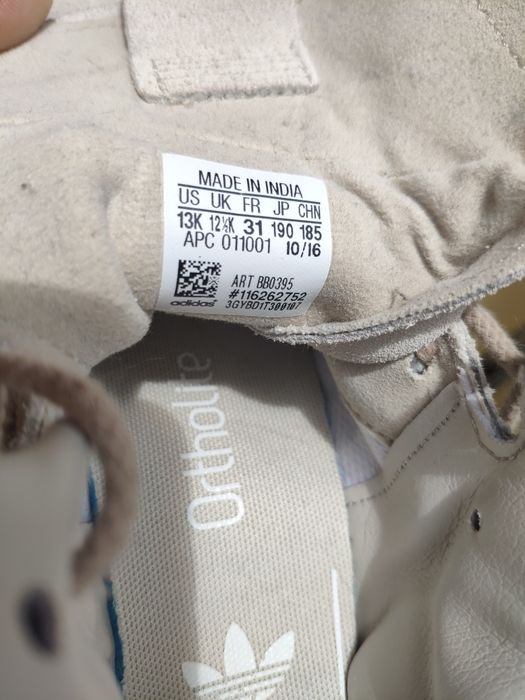 MADE IN INDIA
US UK FR JP CHN
13K 12½K 31 190 185
APC 011001 10/16
ART BB0395
#116262752
adidas 3GYBD1T300107
Ortholite